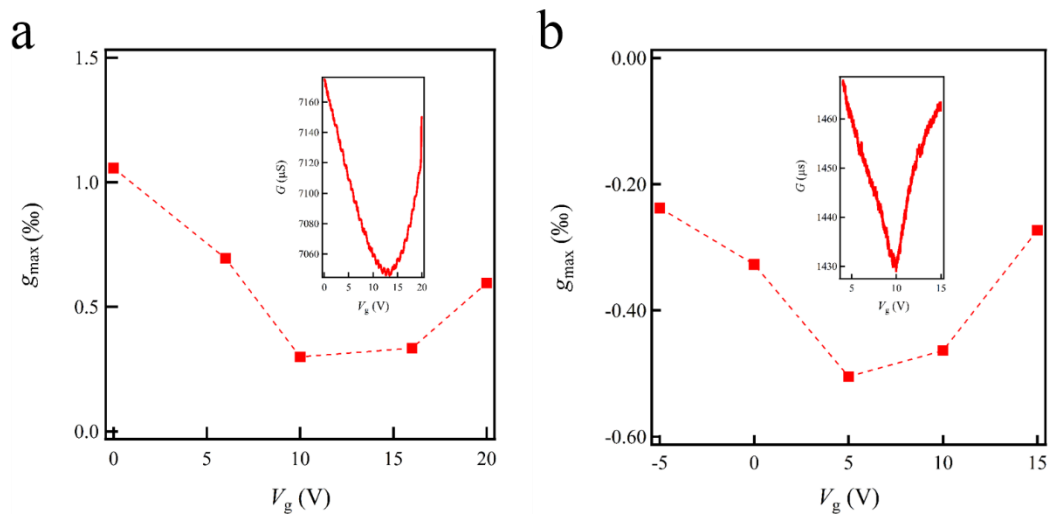 a
1.5
1.0
0.5
0.0
g_max (‰)
0
5
10
15
20
V_g (V)
7160
7140
7120
7100
7080
7060
G (μS)
0 5 10 15 20
V_g (V)
b
0.00
-0.20
-0.40
-0.60
g_max (‰)
-5
0
5
10
15
V_g (V)
1460
1450
1440
1430
G (μS)
5 10 15
V_g (V)